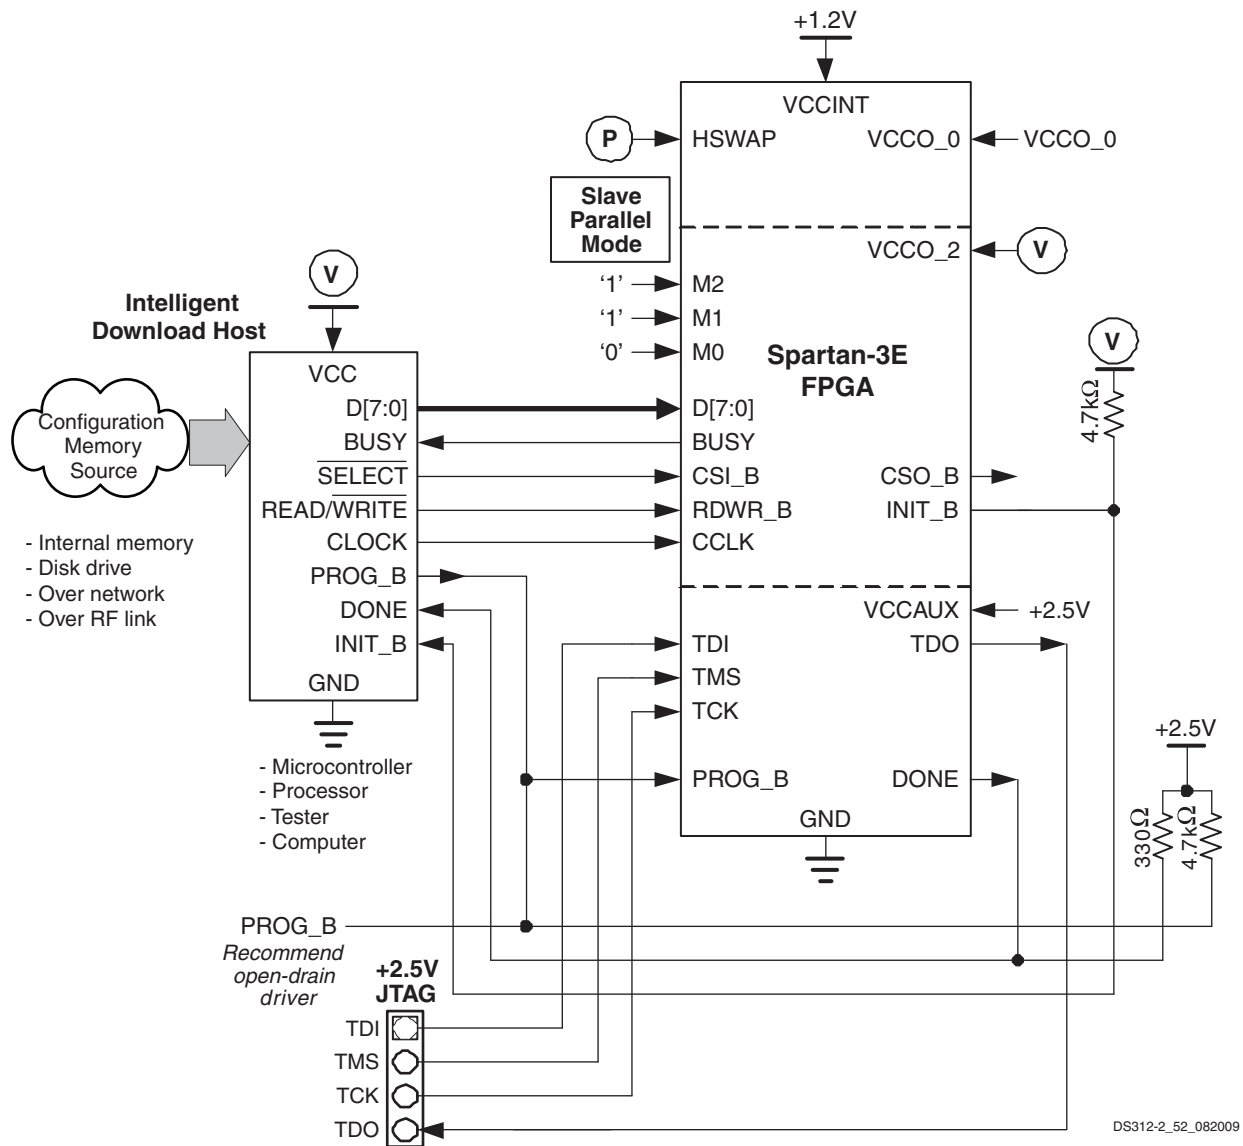 +1.2V
VCCINT
P
HSWAP
VCCO_0
VCCO_0
Slave
Parallel
Mode
VCCO_2
V
'1'
M2
'1'
M1
'0'
M0
Spartan-3E
FPGA
V
4.7kΩ
V
Intelligent
Download Host
VCC
Configuration
Memory
Source
D[7:0]
BUSY
SELECT
READ/WRITE
CLOCK
PROG_B
DONE
INIT_B
GND
D[7:0]
BUSY
CSI_B
RDWR_B
CCLK
CSO_B
INIT_B
- Internal memory
- Disk drive
- Over network
- Over RF link
VCCAUX
+2.5V
TDI
TDO
TMS
TCK
PROG_B
DONE
GND
+2.5V
330Ω
4.7kΩ
- Microcontroller
- Processor
- Tester
- Computer
PROG_B
Recommend
open-drain
driver
+2.5V
JTAG
TDI
TMS
TCK
TDO
DS312-2_52_082009